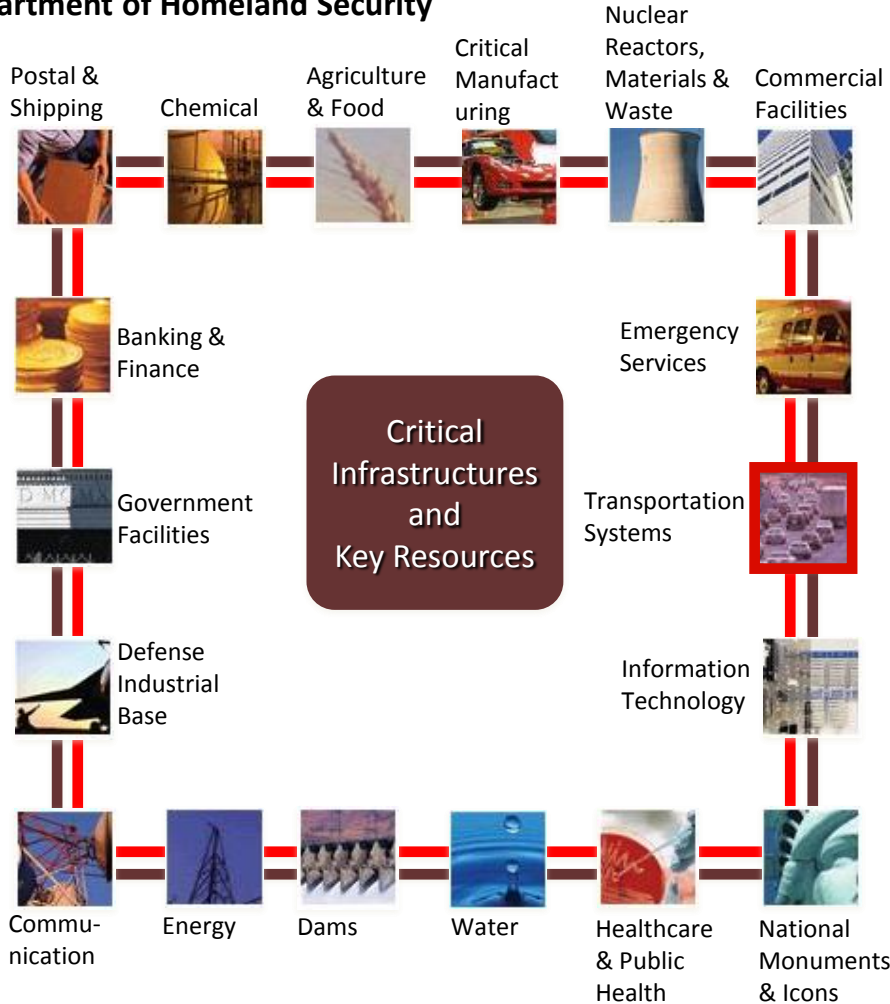 of Homeland Security
Postal &
Shipping
Chemical
Agriculture
& Food
Critical
Manufact
uring
Nuclear
Reactors,
Materials &
Waste
Commercial
Facilities
Banking &
Finance
Emergency
Services
Critical
Infrastructures
and
Key Resources
Government
Facilities
Transportation
Systems
Defense
Industrial
Base
Information
Technology
Commu-
nication
Energy
Dams
Water
Healthcare
& Public
Health
National
Monuments
& Icons